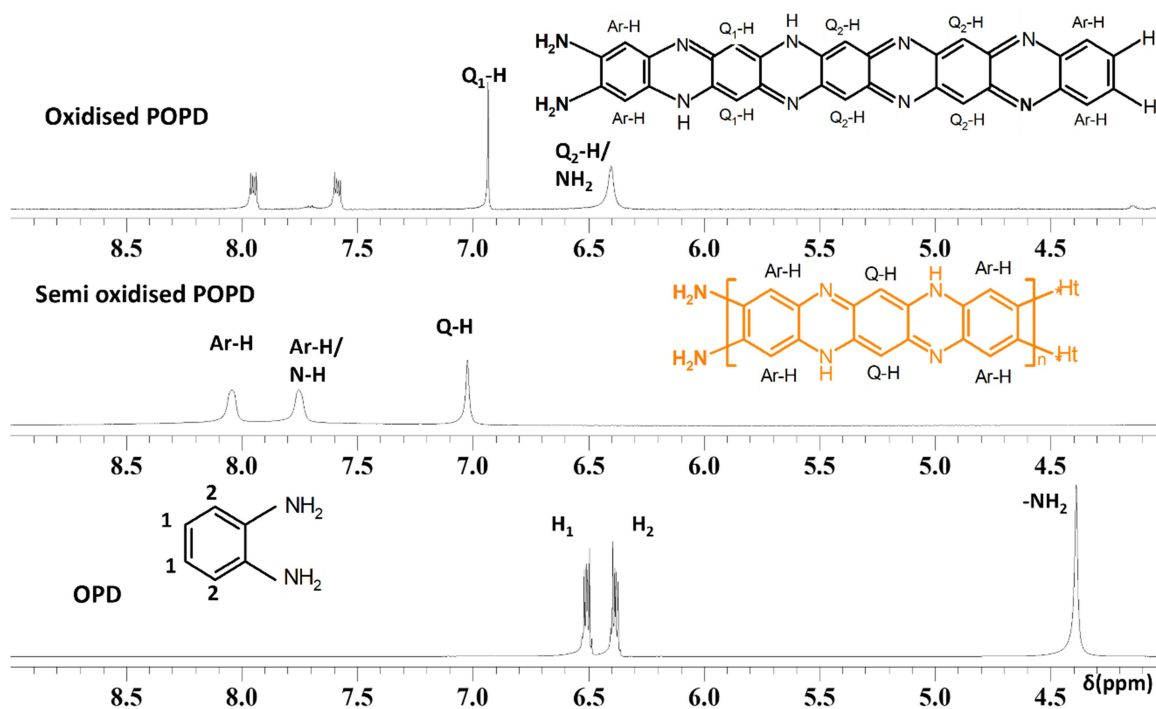 Oxidised POPD
Q1-H
Q2-H/
NH2
Ar-H
Q1-H
H
N
Q2-H
Q2-H
Ar-H
H2N
N
N
N
H
H2N
N
H
N
N
N
H
Ar-H
Q1-H
Q2-H
Q2-H
Ar-H
8.5 8.0 7.5 7.0 6.5 6.0 5.5 5.0 4.5
Semi oxidised POPD
Ar-H
Ar-H/
N-H
Q-H
Ar-H
Q-H
H
N
Ar-H
H2N
N
*Ht
H2N
N
H
N
n
*Ht
Ar-H
Q-H
Ar-H
8.5 8.0 7.5 7.0 6.5 6.0 5.5 5.0 4.5
OPD
2
NH2
1
1
NH2
2
H1
H2
-NH2
8.5 8.0 7.5 7.0 6.5 6.0 5.5 5.0 4.5 δ(ppm)